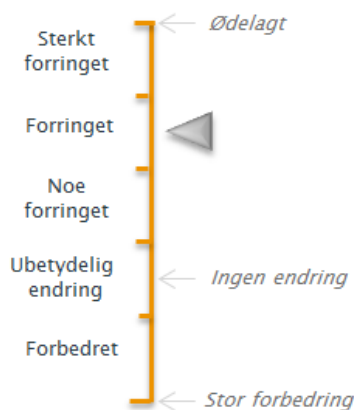 Ødelagt
Sterkt
forringet
Forringet
Noe
forringet
Ubetydelig
endring
Ingen endring
Forbedret
Stor forbedring